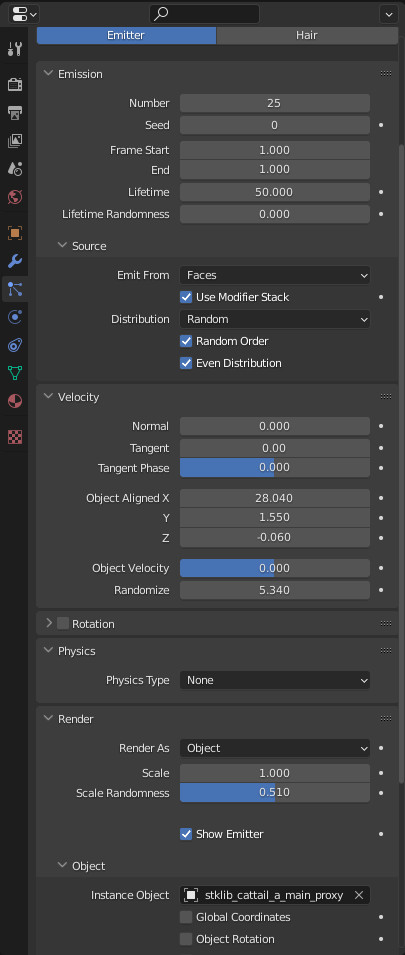 Emitter Hair
Emission
Number 25
Seed 0
Frame Start 1.000
End 1.000
Lifetime 50.000
Lifetime Randomness 0.000
Source
Emit From Faces
Use Modifier Stack
Distribution Random
Random Order
Even Distribution
Velocity
Normal 0.000
Tangent 0.00
Tangent Phase 0.000
Object Aligned X 28.040
Y 1.550
Z -0.060
Object Velocity 0.000
Randomize 5.340
Rotation
Physics
Physics Type None
Render
Render As Object
Scale 1.000
Scale Randomness 0.510
Show Emitter
Object
Instance Object stklib_cattail_a_main_proxy
Global Coordinates
Object Rotation